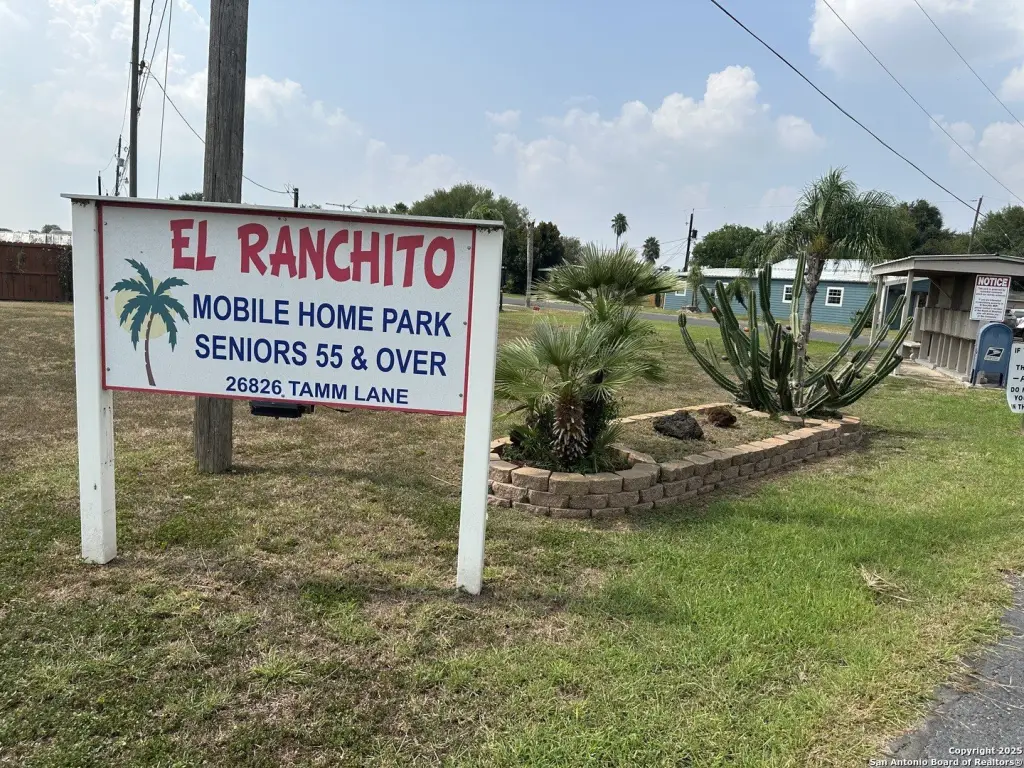 EL RANCHITO
MOBILE HOME PARK
SENIORS 55 & OVER
26826 TAMM LANE
NOTICE
IF
Copyright 2025
San Antonio Board of Realtors®